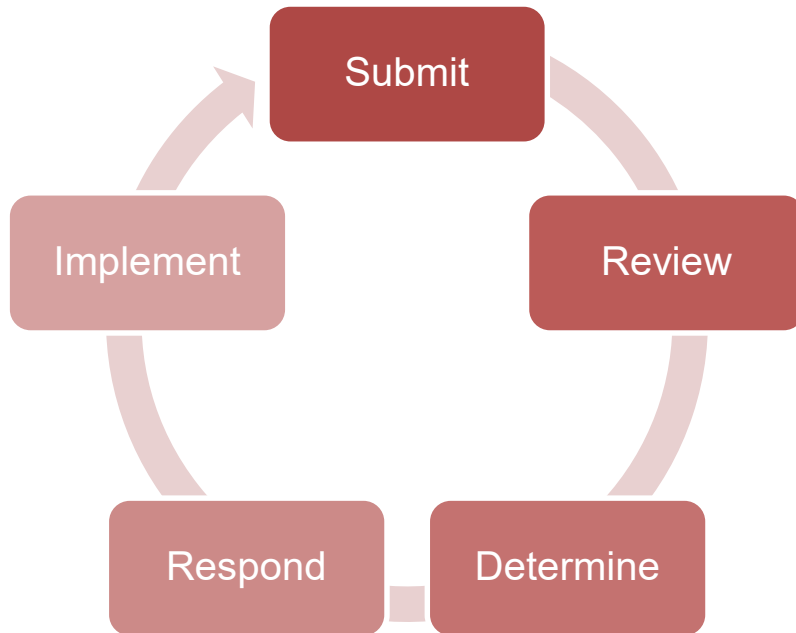 Submit
Review
Determine
Respond
Implement